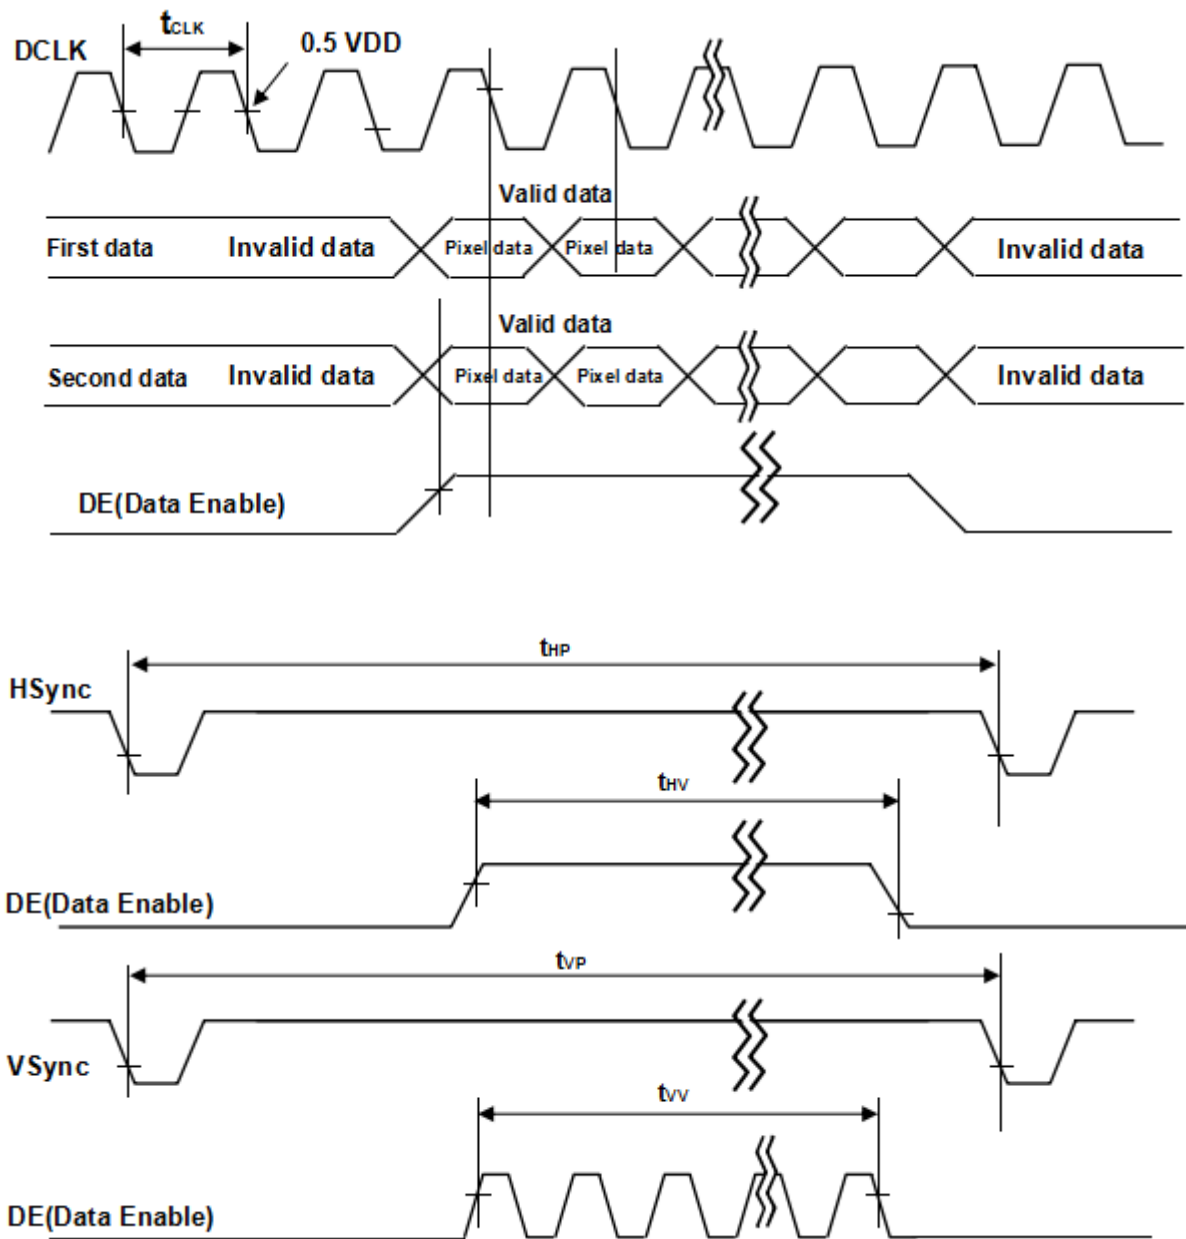 tCLK
DCLK
0.5 VDD
Valid data
First data
Invalid data
Pixel data
Pixel data
Invalid data
Valid data
Second data
Invalid data
Pixel data
Pixel data
Invalid data
DE(Data Enable)
tHP
HSync
tHV
DE(Data Enable)
tVP
VSync
tVV
DE(Data Enable)